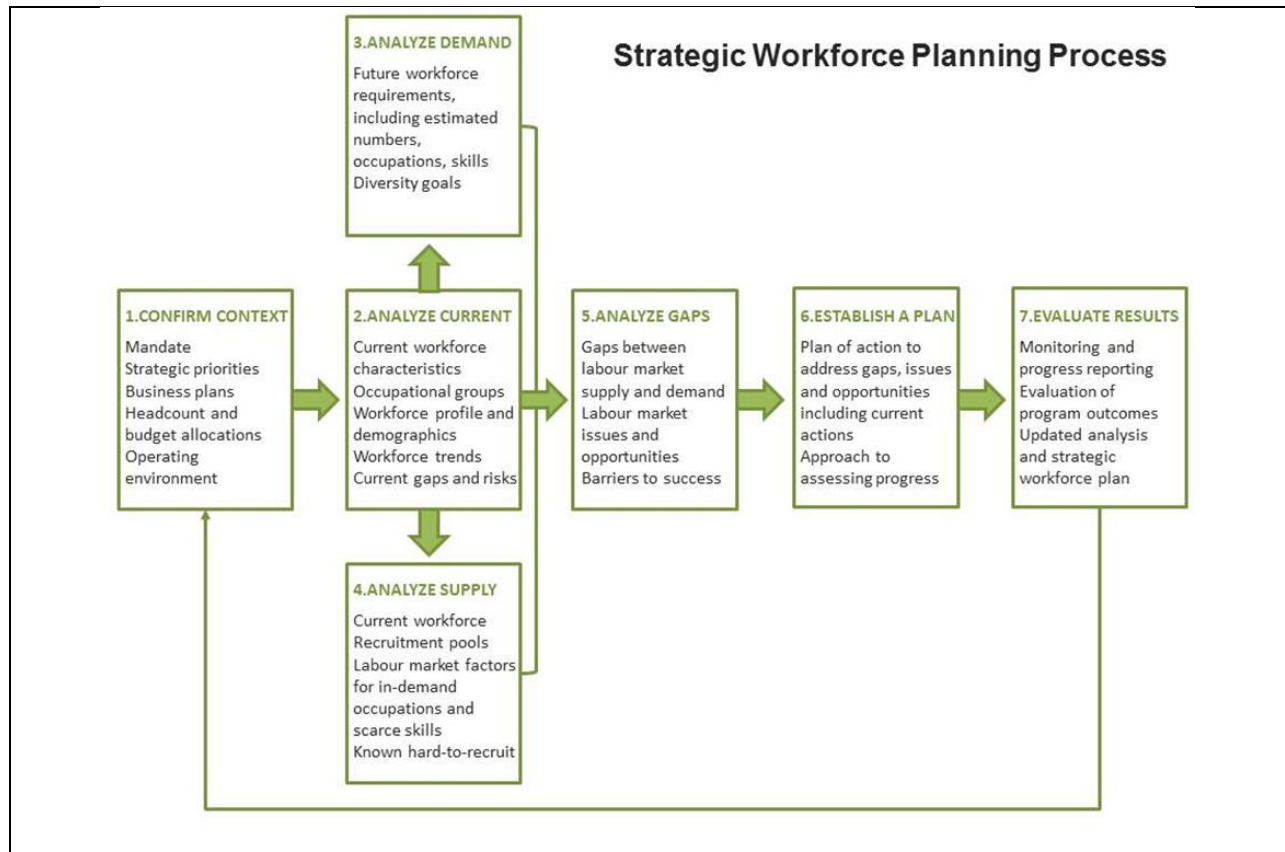 Strategic Workforce Planning Process
3.ANALYZE DEMAND
Future workforce
requirements,
including estimated
numbers,
occupations, skills
Diversity goals
1.CONFIRM CONTEXT
Mandate
Strategic priorities
Business plans
Headcount and
budget allocations
Operating
environment
2.ANALYZE CURRENT
Current workforce
characteristics
Occupational groups
Workforce profile and
demographics
Workforce trends
Current gaps and risks
5.ANALYZE GAPS
Gaps between
labour market
supply and demand
Labour market
issues and
opportunities
Barriers to success
6.ESTABLISH A PLAN
Plan of action to
address gaps, issues
and opportunities
including current
actions
Approach to
assessing progress
7.EVALUATE RESULTS
Monitoring and
progress reporting
Evaluation of
program outcomes
Updated analysis
and strategic
workforce plan
4.ANALYZE SUPPLY
Current workforce
Recruitment pools
Labour market factors
for in-demand
occupations and
scarce skills
Known hard-to-recruit